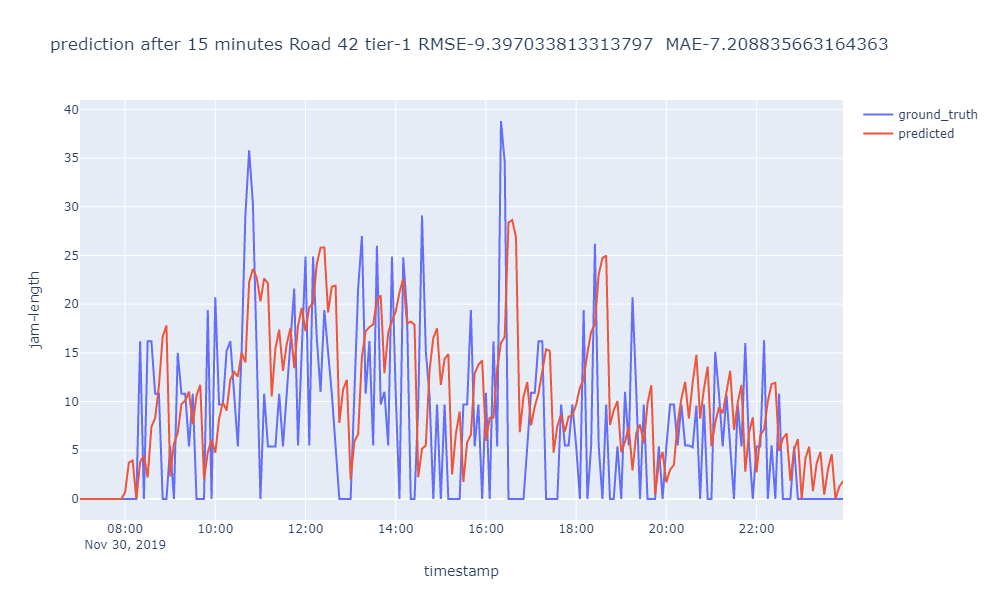 prediction after 15 minutes Road 42 tier-1 RMSE-9.397033813313797  MAE-7.208835663164363
ground_truth
predicted
jam-length
40
35
30
25
20
15
10
5
0
08:00
10:00
12:00
14:00
16:00
18:00
20:00
22:00
Nov 30, 2019
timestamp